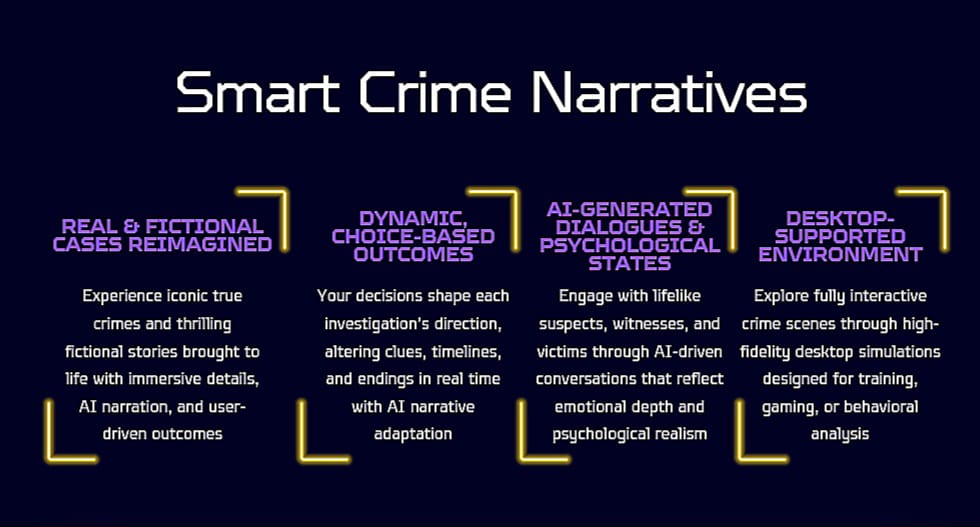 Smart Crime Narratives
REAL & FICTIONAL
CASES REIMAGINED
Experience iconic true
crimes and thrilling
fictional stories brought to
life with immersive details,
AI narration, and user-
driven outcomes
DYNAMIC,
CHOICE-BASED
OUTCOMES
Your decisions shape each
investigation's direction,
altering clues, timelines,
and endings in real time
with AI narrative
adaptation
AI-GENERATED
DIALOGUES &
PSYCHOLOGICAL
STATES
Engage with lifelike
suspects, witnesses, and
victims through AI-driven
conversations that reflect
emotional depth and
psychological realism
DESKTOP-
SUPPORTED
ENVIRONMENT
Explore fully interactive
crime scenes through high-
fidelity desktop simulations
designed for training,
gaming, or behavioral
analysis